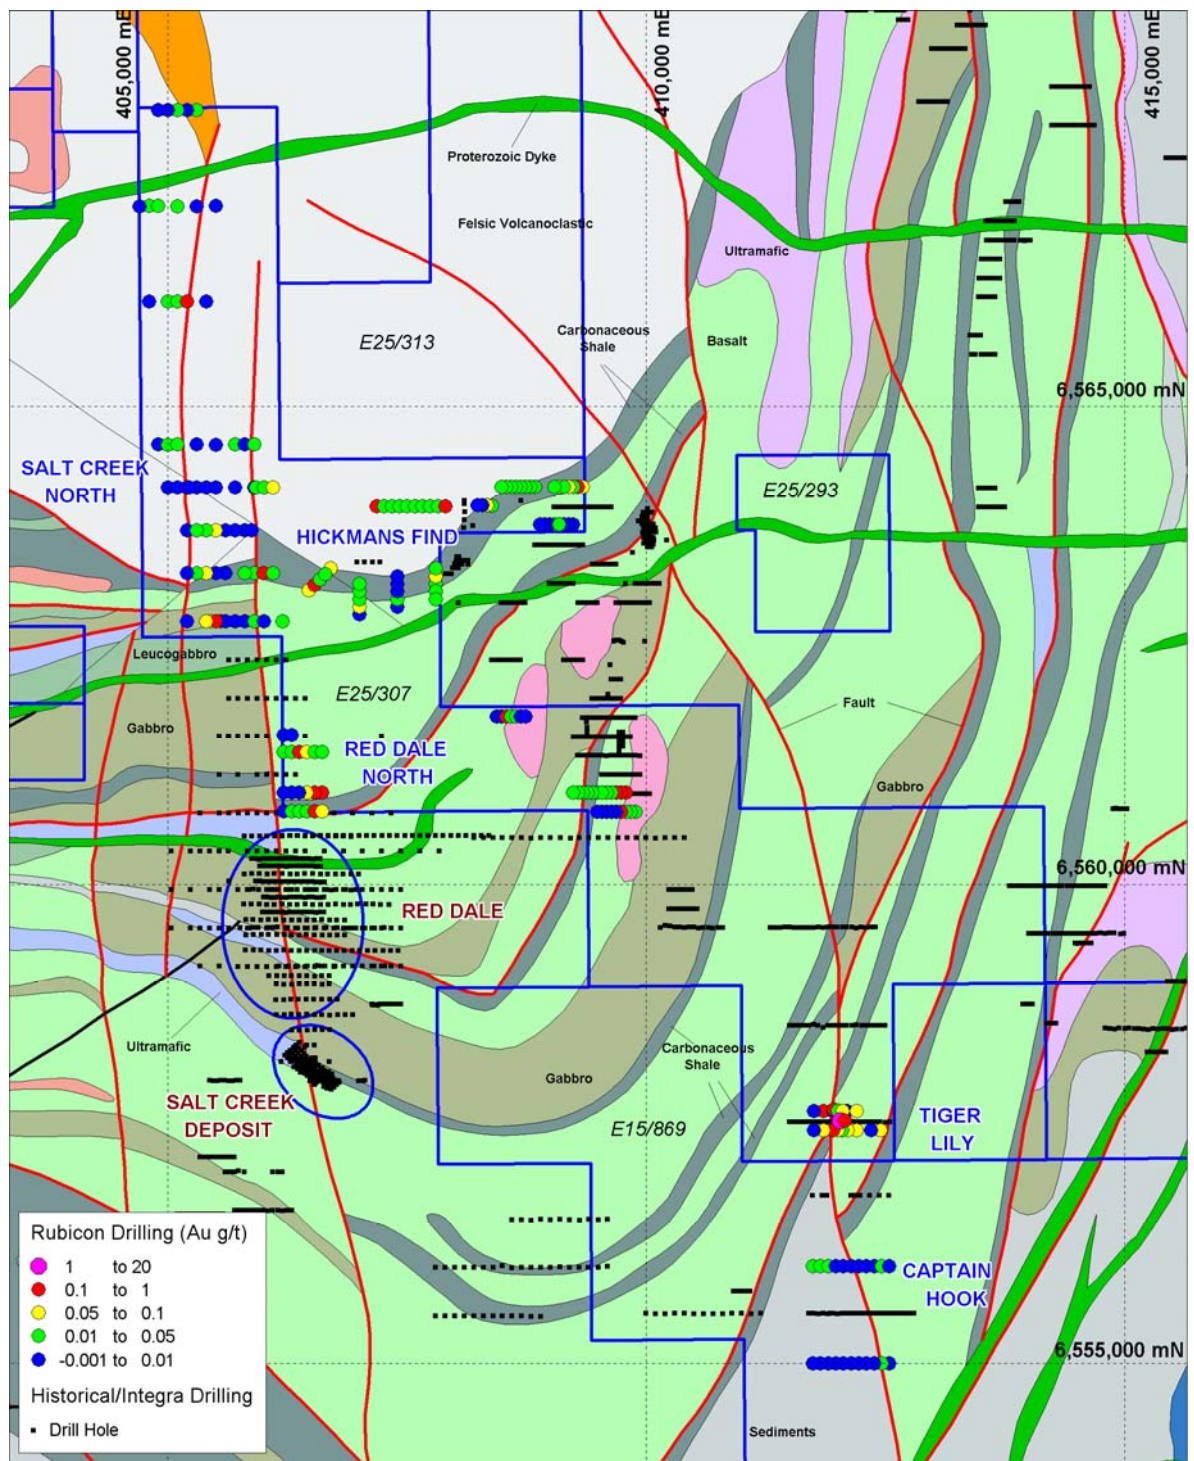 405,000 mE
410,000 mE
415,000 mE
Proterozoic Dyke
Felsic Volcanoclastic
Ultramafic
Carbonaceous
Shale
Basalt
E25/313
6,565,000 mN
SALT CREEK
NORTH
E25/293
HICKMANS FIND
Leucogabbro
E25/307
Gabbro
Fault
RED DALE
NORTH
Gabbro
6,560,000 mN
RED DALE
Ultramafic
Carbonaceous
Shale
Gabbro
SALT CREEK
DEPOSIT
E15/869
TIGER
LILY
CAPTAIN
HOOK
6,555,000 mN
Sediments
Rubicon Drilling (Au g/t)
1 to 20
0.1 to 1
0.05 to 0.1
0.01 to 0.05
-0.001 to 0.01
Historical/Integra Drilling
Drill Hole